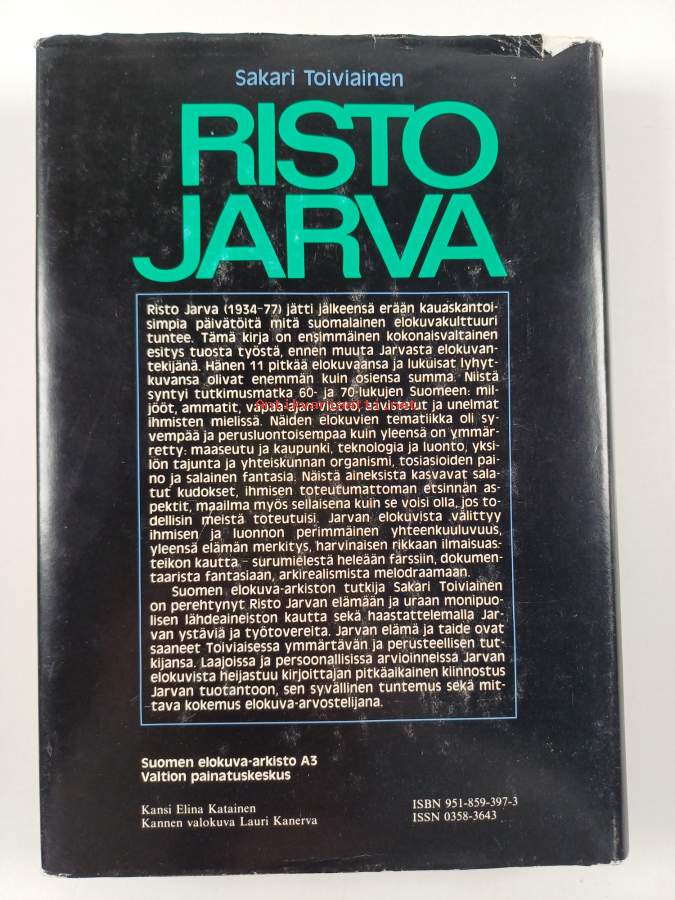 Sakari Toiviainen
RISTO
JARVA
Risto Jarva (1934-77) jätti jälkeensä erään kauaskantoi-
simpia päivätöitä mitä suomalainen elokuvakulttuuri
tuntee. Tämä kirja on ensimmäinen kokonaisvaltainen
esitys tuosta työstä, ennen muuta Jarvasta elokuvan-
tekijänä. Hänen 11 pitkää elokuvaansa ja lukuisat lyhyt-
kuvansa olivat enemmän kuin osiensa summa. Niistä
syntyi tutkimusmatka 60- ja 70-lukujen Suomeen: mil-
jööt, ammatit, vapaa-ajan vietto, tavistelut ja unelmat
ihmisten mielissä. Näiden elokuvien tematiikka oli sy-
vempää ja perusluontoisempaa kuin yleensä on ymmär-
retty: maaseutu ja kaupunki, teknologia ja luonto, yksi-
lön tajunta ja yhteiskunnan organismi, tosiasioiden pai-
no ja salainen fantasia. Näistä aineksista kasvavat sala-
tut kudokset, ihmisen toteutumattoman etsinnän as-
pektit, maailma myös sellaisena kuin se voisi olla, jos to-
dellisin meistä toteutuisi. Jarvan elokuvista välittyy
ihmisen ja luonnon perimmäinen yhteenkuuluvuus,
yleensä elämän merkitys, harvinaisen rikkaan ilmaisuas-
teikon kautta – surumielestä heleään farssiin, dokumen-
taarista fantasiaan, arkirealismista melodraamaan.
Suomen elokuva-arkiston tutkija Sakari Toiviainen
on perehtynyt Risto Jarvan elämään ja uraan monipuo-
lisen lähdeaineiston kautta sekä haastattelemalla Jar-
van ystäviä ja työtovereita. Jarvan elämä ja taide ovat
saaneet Toiviaisessa ymmärtävän ja perusteellisen tut-
kijansa. Laajoissa ja persoonallisissa arvioinneissa Jarvan
elokuvista heijastuu kirjoittajan pitkäaikainen kiinnostus
Jarvan tuotantoon, sen syvällinen tuntemus sekä mit-
tava kokemus elokuva-arvostelijana.
Suomen elokuva-arkisto A3
Valtion painatuskeskus
Kansi Elina Katainen
Kannen valokuva Lauri Kanerva
ISBN 951-859-397-3
ISSN 0358-3643